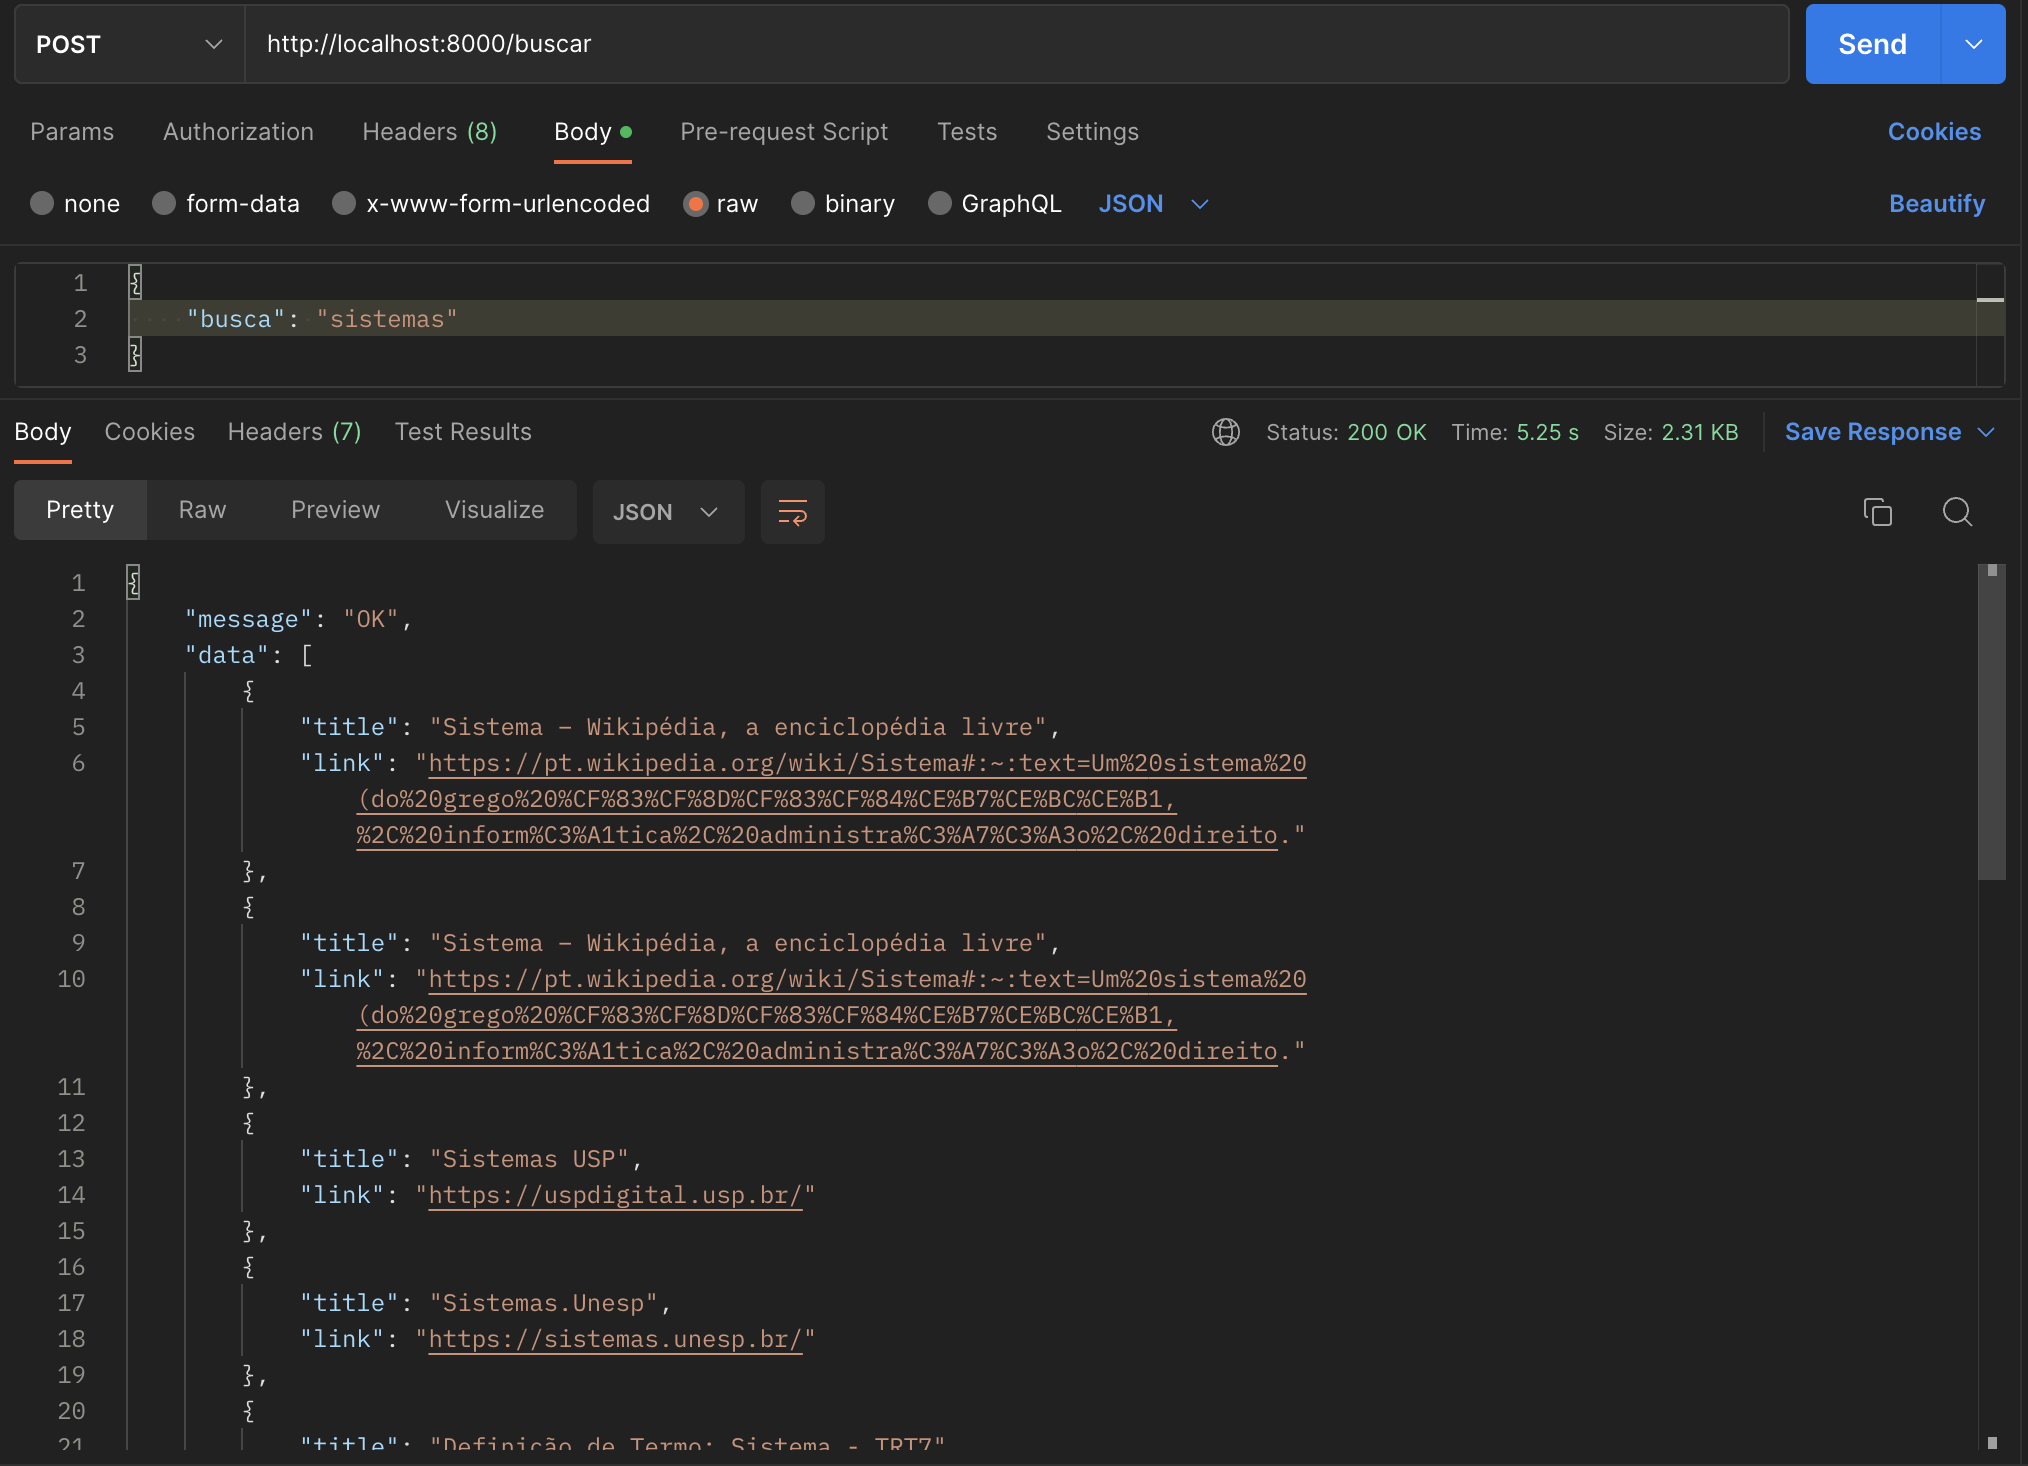 POST http://localhost:8000/buscar Send
Params Authorization Headers (8) Body Pre-request Script Tests Settings Cookies
none form-data x-www-form-urlencoded raw binary GraphQL JSON Beautify
1 {
2 "busca": "sistemas"
3 }
Body Cookies Headers (7) Test Results Status: 200 OK Time: 5.25 s Size: 2.31 KB Save Response
Pretty Raw Preview Visualize JSON
1 {
2 "message": "OK",
3 "data": [
4 {
5 "title": "Sistema – Wikipédia, a enciclopédia livre",
6 "link": "https://pt.wikipedia.org/wiki/Sistema#:~:text=Um%20sistema%20
(do%20grego%20%CF%83%CF%8D%CF%83%CF%84%CE%B7%CE%BC%CE%B1,
%2C%20inform%C3%A1tica%2C%20administra%C3%A7%C3%A3o%2C%20direito."
7 },
8 {
9 "title": "Sistema – Wikipédia, a enciclopédia livre",
10 "link": "https://pt.wikipedia.org/wiki/Sistema#:~:text=Um%20sistema%20
(do%20grego%20%CF%83%CF%8D%CF%83%CF%84%CE%B7%CE%BC%CE%B1,
%2C%20inform%C3%A1tica%2C%20administra%C3%A7%C3%A3o%2C%20direito."
11 },
12 {
13 "title": "Sistemas USP",
14 "link": "https://uspdigital.usp.br/"
15 },
16 {
17 "title": "Sistemas.Unesp",
18 "link": "https://sistemas.unesp.br/"
19 },
20 {
21 "title": "Definição de Termo: Sistema - TRT7"